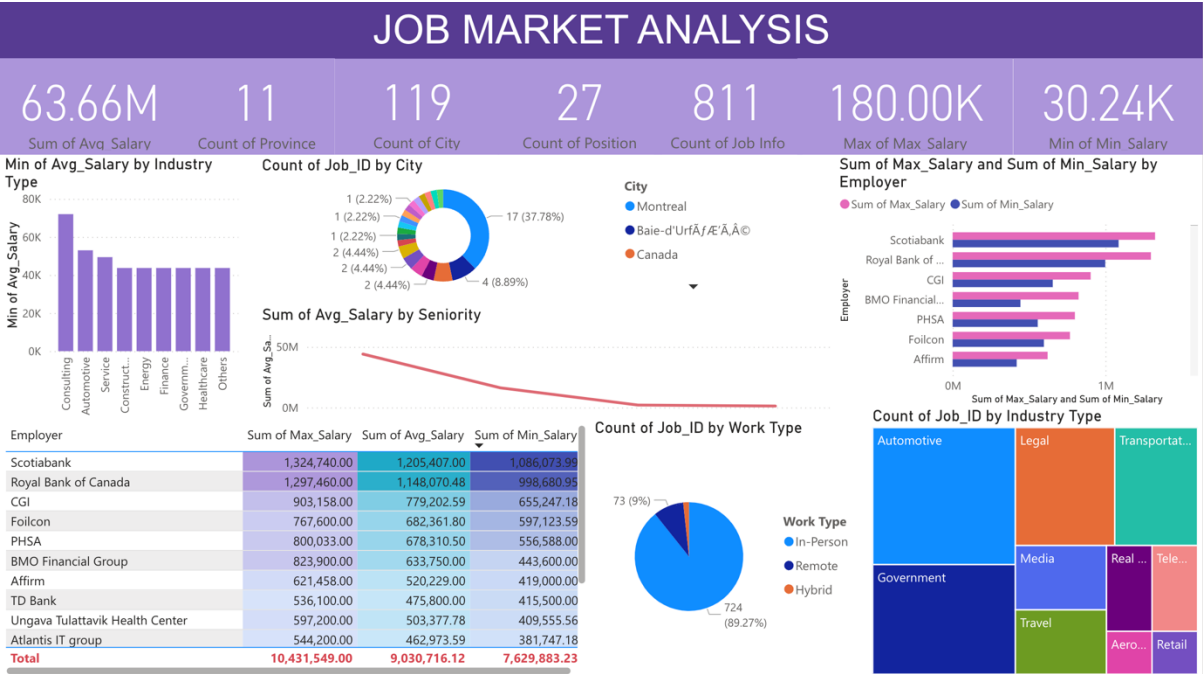 JOB MARKET ANALYSIS
63.66M
Sum of Avg_Salary
11
Count of Province
119
Count of City
27
Count of Position
811
Count of Job Info
180.00K
Max of Max_Salary
30.24K
Min of Min_Salary
Min of Avg_Salary by Industry
Type
Min of Avg_Salary
80K
60K
40K
20K
0K
Consulting
Automotive
Service
Construct...
Energy
Finance
Governm...
Healthcare
Others
Count of Job_ID by City
1 (2.22%)
1 (2.22%)
1 (2.22%)
2 (4.44%)
2 (4.44%)
2 (4.44%)
17 (37.78%)
4 (8.89%)
City
Montreal
Baie-d'UrfÃƒÆ’Ã‚Â©
Canada
Sum of Avg_Salary by Seniority
Sum of Avg_Sa...
50M
0M
Sum of Max_Salary and Sum of Min_Salary by
Employer
Sum of Max_Salary
Sum of Min_Salary
Employer
Scotiabank
Royal Bank of ...
CGI
BMO Financial...
PHSA
Foilcon
Affirm
0M
1M
Sum of Max_Salary and Sum of Min_Salary
Employer Sum of Max_Salary Sum of Avg_Salary Sum of Min_Salary
Scotiabank 1,324,740.00 1,205,407.00 1,086,073.99
Royal Bank of Canada 1,297,460.00 1,148,070.48 998,680.95
CGI 903,158.00 779,202.59 655,247.18
Foilcon 767,600.00 682,361.80 597,123.59
PHSA 800,033.00 678,310.50 556,588.00
BMO Financial Group 823,900.00 633,750.00 443,600.00
Affirm 621,458.00 520,229.00 419,000.00
TD Bank 536,100.00 475,800.00 415,500.00
Ungava Tulattavik Health Center 597,200.00 503,377.78 409,555.56
Atlantis IT group 544,200.00 462,973.59 381,747.18
Total 10,431,549.00 9,030,716.12 7,629,883.23
Count of Job_ID by Work Type
73 (9%)
724
(89.27%)
Work Type
In-Person
Remote
Hybrid
Count of Job_ID by Industry Type
Automotive
Government
Legal
Transportat...
Media
Travel
Real ...
Tele...
Aero...
Retail